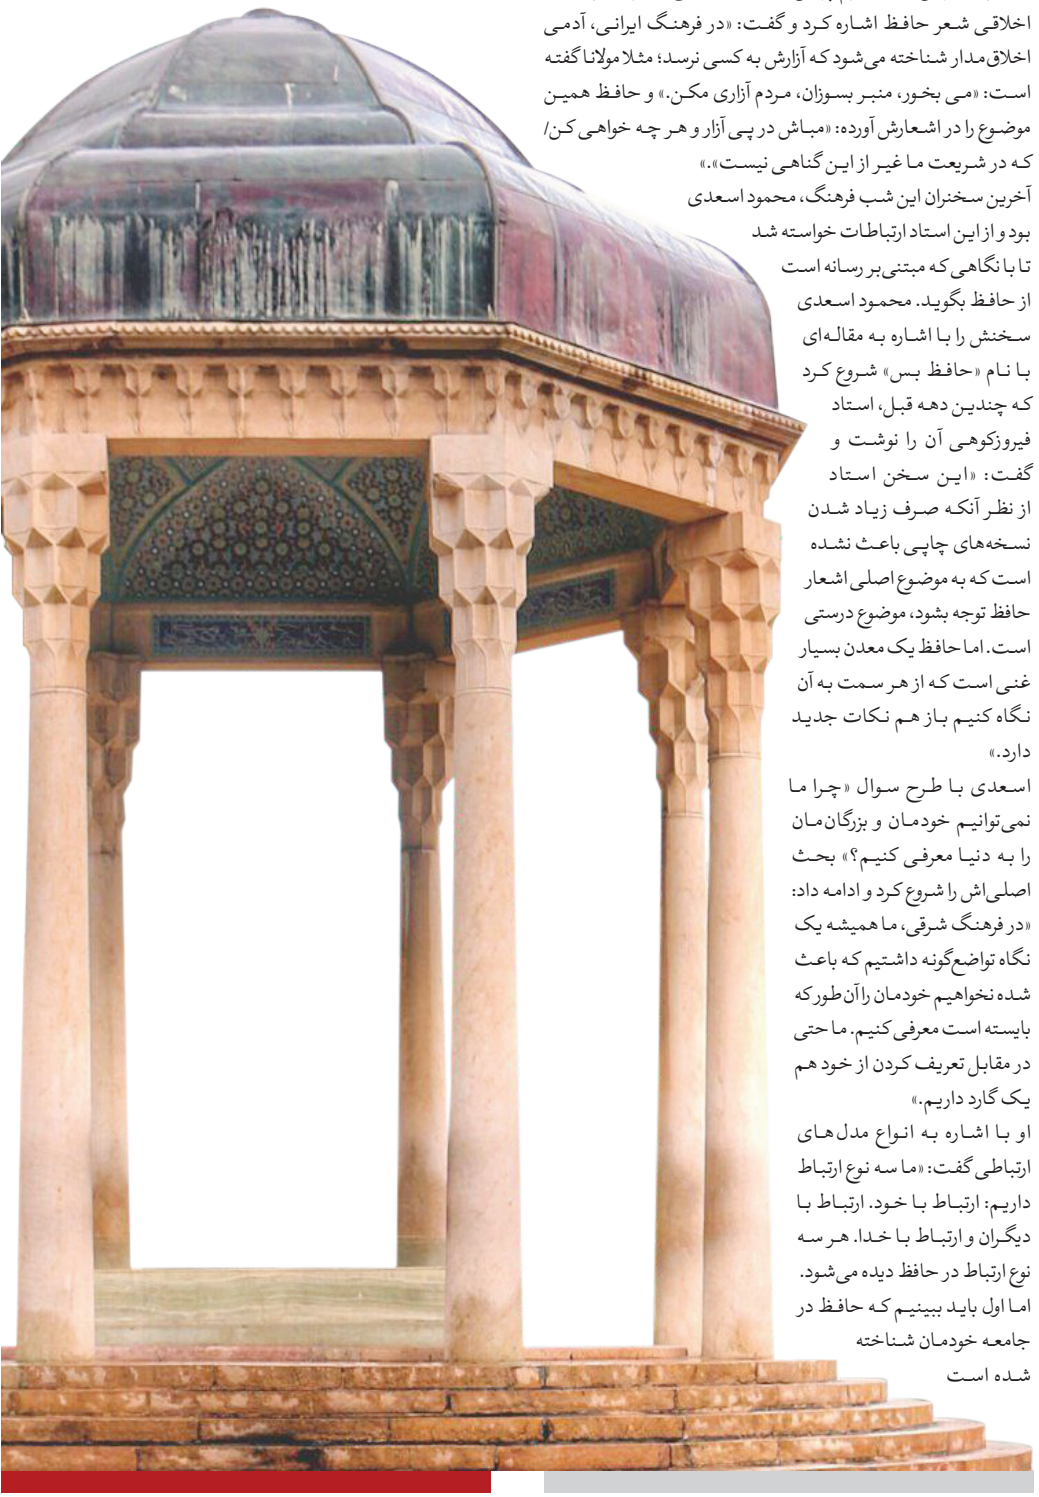 اخلاقی شعر حافظ اشاره کرد و گفت: «در فرهنگ ایرانی، آدمی
اخلاق‌مدار شناخته می‌شود که آزارش به کسی نرسد؛ مثلا مولانا گفته
است: «می بخور، منبر بسوزان، مردم آزاری مکن.» و حافظ همین
موضوع را در اشعارش آورده: «مباش در پی آزار و هر چه خواهی کن/
که در شریعت ما غیر از این گناهی نیست».»
آخرین سخنران این شب فرهنگ، محمود اسعدی
بود و از این استاد ارتباطات خواسته شد
تا با نگاهی که مبتنی‌بر رسانه است
از حافظ بگوید. محمود اسعدی
سخنش را با اشاره به مقاله‌ای
با نام «حافظ بس» شروع کرد
که چندین دهه قبل، استاد
فیروزکوهی آن را نوشت و
گفت: «این سخن استاد
از نظر آنکه صرف زیاد شدن
نسخه‌های چاپی باعث نشده
است که به موضوع اصلی اشعار
حافظ توجه بشود، موضوع درستی
است. اما حافظ یک معدن بسیار
غنی است که از هر سمت به آن
نگاه کنیم باز هم نکات جدید
دارد.»
اسعدی با طرح سوال «چرا ما
نمی‌توانیم خودمان و بزرگان‌مان
را به دنیا معرفی کنیم؟» بحث
اصلی‌اش را شروع کرد و ادامه داد:
«در فرهنگ شرقی، ما همیشه یک
نگاه تواضع‌گونه داشتیم که باعث
شده نخواهیم خودمان را آن‌طور که
بایسته است معرفی کنیم. ما حتی
در مقابل تعریف کردن از خود هم
یک گارد داریم.»
او با اشاره به انواع مدل‌های
ارتباطی گفت: «ما سه نوع ارتباط
داریم: ارتباط با خود. ارتباط با
دیگران و ارتباط با خدا. هر سه
نوع ارتباط در حافظ دیده می‌شود.
اما اول باید ببینیم که حافظ در
جامعه خودمان شناخته
شده است